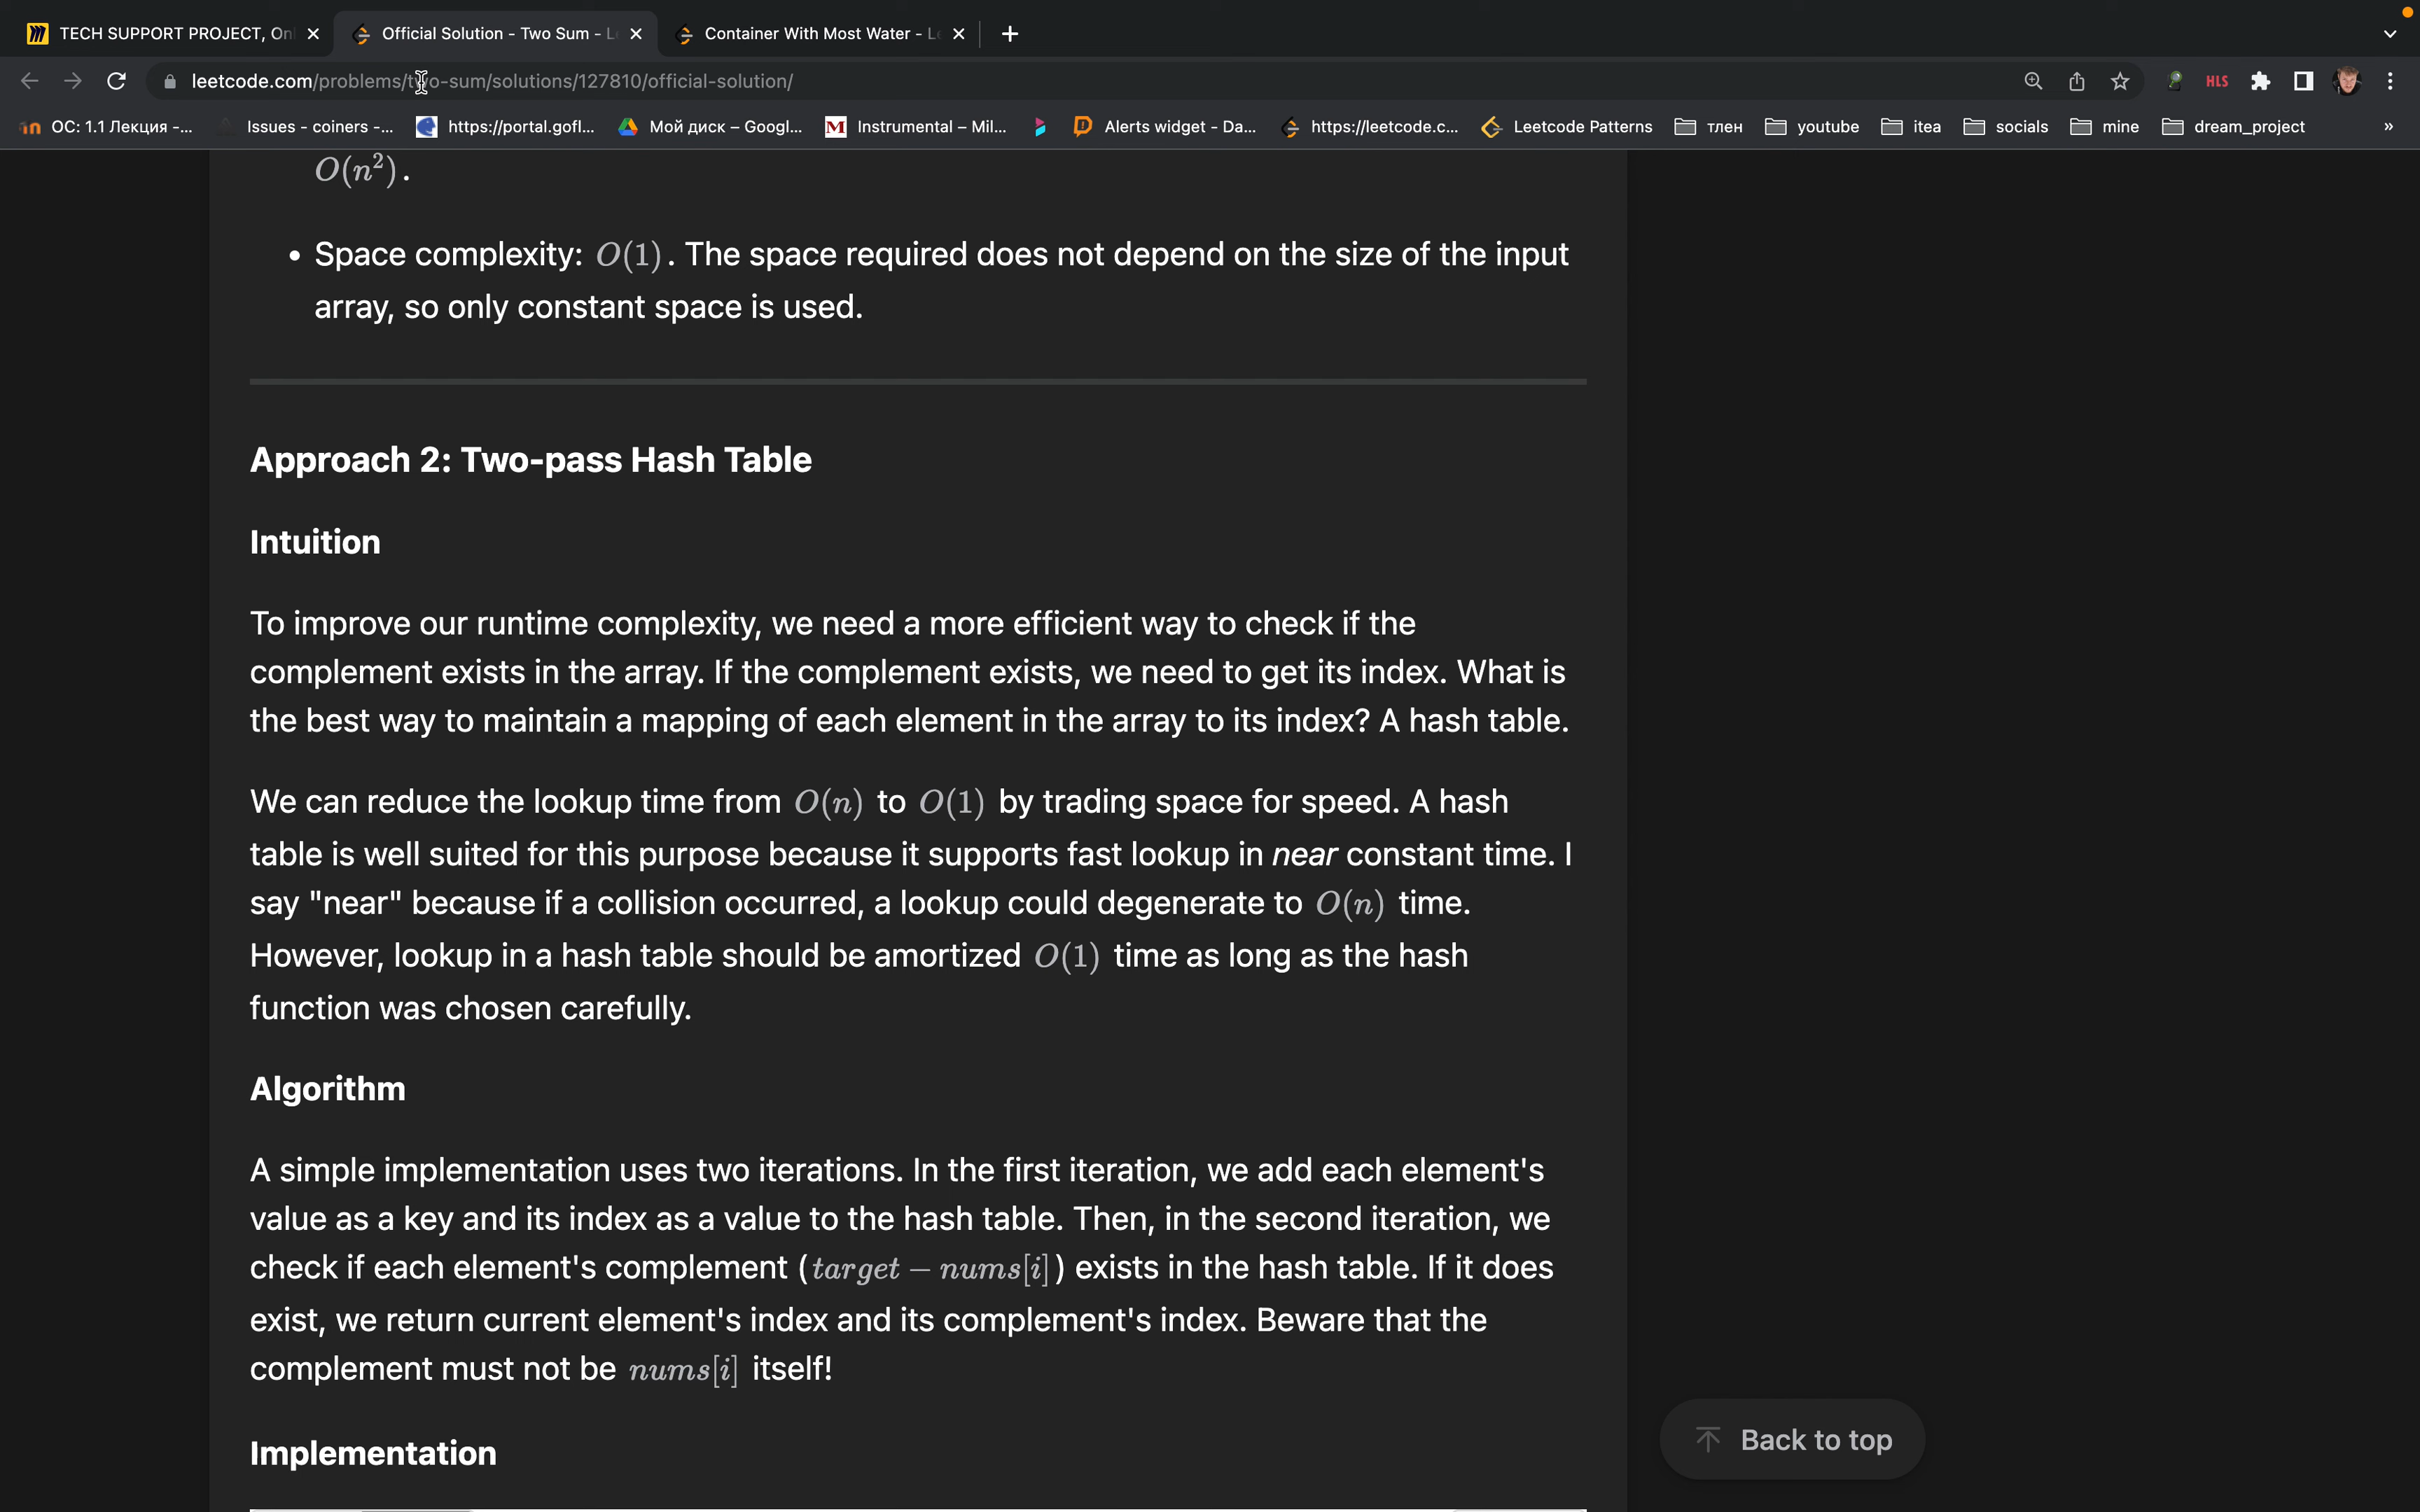 TECH SUPPORT PROJECT, Onl
Official Solution - Two Sum - Le
Container With Most Water - Le
leetcode.com/problems/two-sum/solutions/127810/official-solution/
HLS
ОС: 1.1 Лекция -...
Issues - coiners -...
https://portal.gofl...
Мой диск – Googl...
Instrumental – Mil...
Alerts widget - Da...
https://leetcode.c...
Leetcode Patterns
тлен
youtube
itea
socials
mine
dream_project
»
O(n²).
• Space complexity: O(1). The space required does not depend on the size of the input
array, so only constant space is used.
Approach 2: Two-pass Hash Table
Intuition
To improve our runtime complexity, we need a more efficient way to check if the
complement exists in the array. If the complement exists, we need to get its index. What is
the best way to maintain a mapping of each element in the array to its index? A hash table.
We can reduce the lookup time from O(n) to O(1) by trading space for speed. A hash
table is well suited for this purpose because it supports fast lookup in near constant time. I
say "near" because if a collision occurred, a lookup could degenerate to O(n) time.
However, lookup in a hash table should be amortized O(1) time as long as the hash
function was chosen carefully.
Algorithm
A simple implementation uses two iterations. In the first iteration, we add each element's
value as a key and its index as a value to the hash table. Then, in the second iteration, we
check if each element's complement (target − nums[i]) exists in the hash table. If it does
exist, we return current element's index and its complement's index. Beware that the
complement must not be nums[i] itself!
Implementation
Back to top